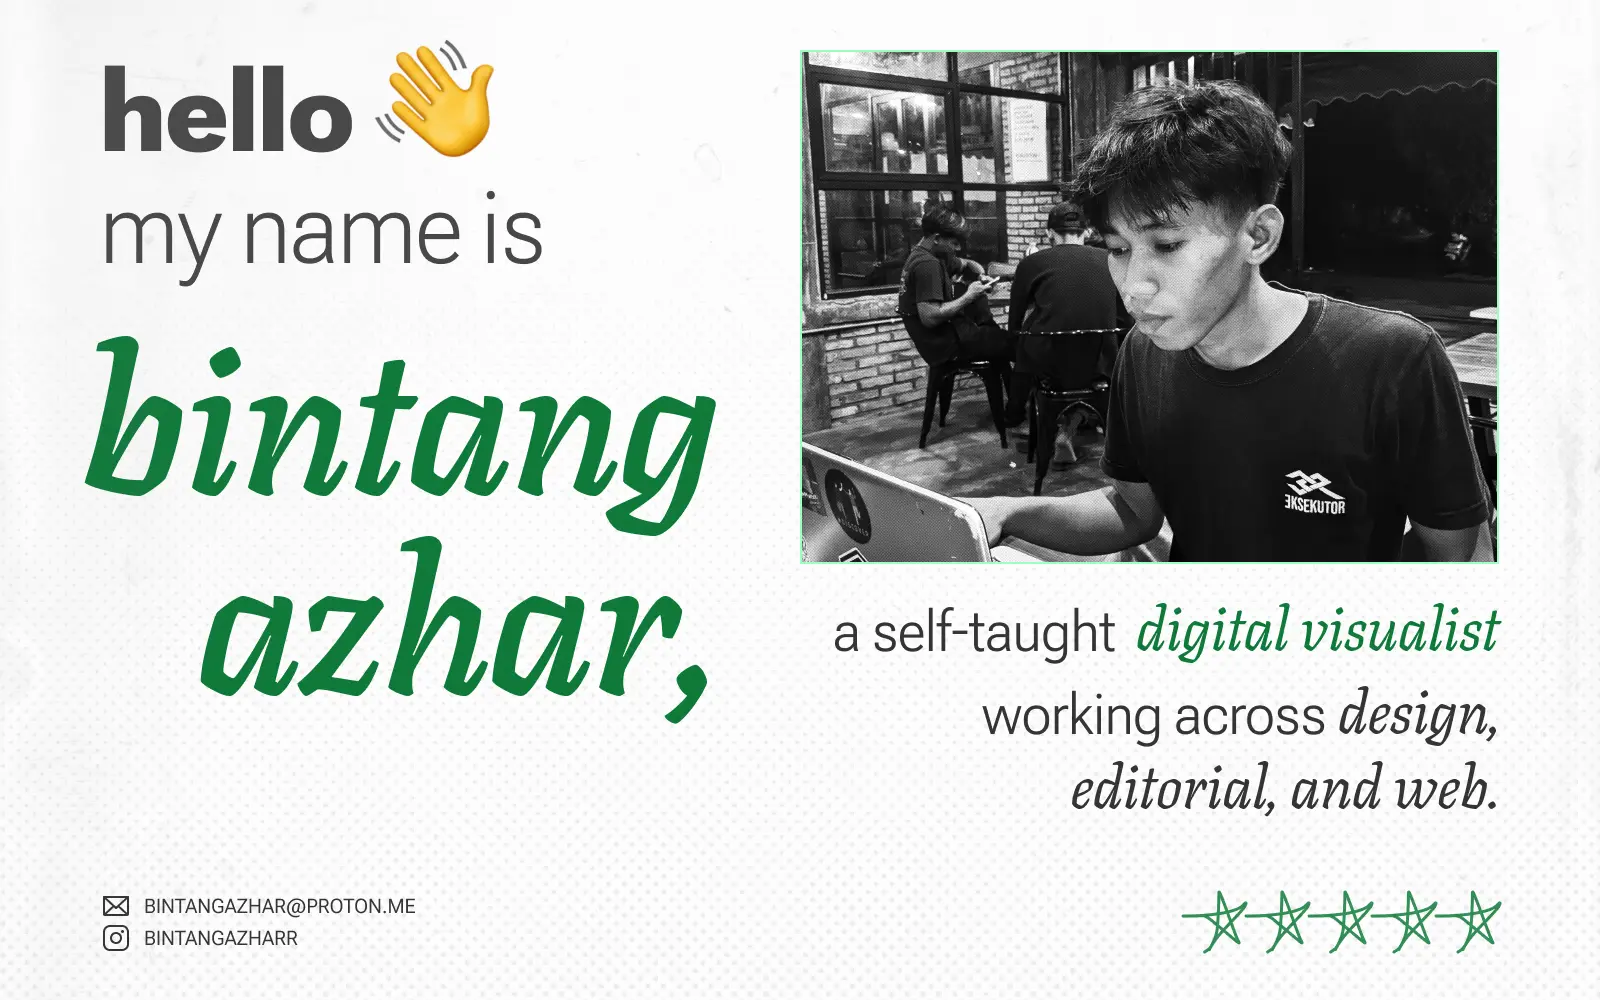 hello 👋
my name is
bintang
azhar,
EKSEKUTOR
a self-taught digital visualist
working across design,
editorial, and web.
BINTANGAZHAR@PROTON.ME
BINTANGAZHARR